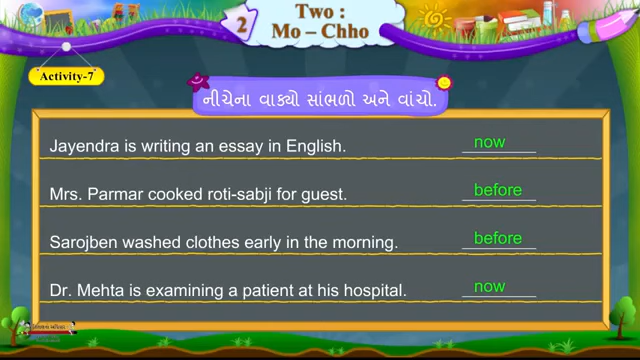 2
Two :
Mo – Chho
Activity-7
નીચેના વાક્યો સાંભળો અને વાંચો.
Jayendra is writing an essay in English. now
Mrs. Parmar cooked roti-sabji for guest. before
Sarojben washed clothes early in the morning. before
Dr. Mehta is examining a patient at his hospital. now